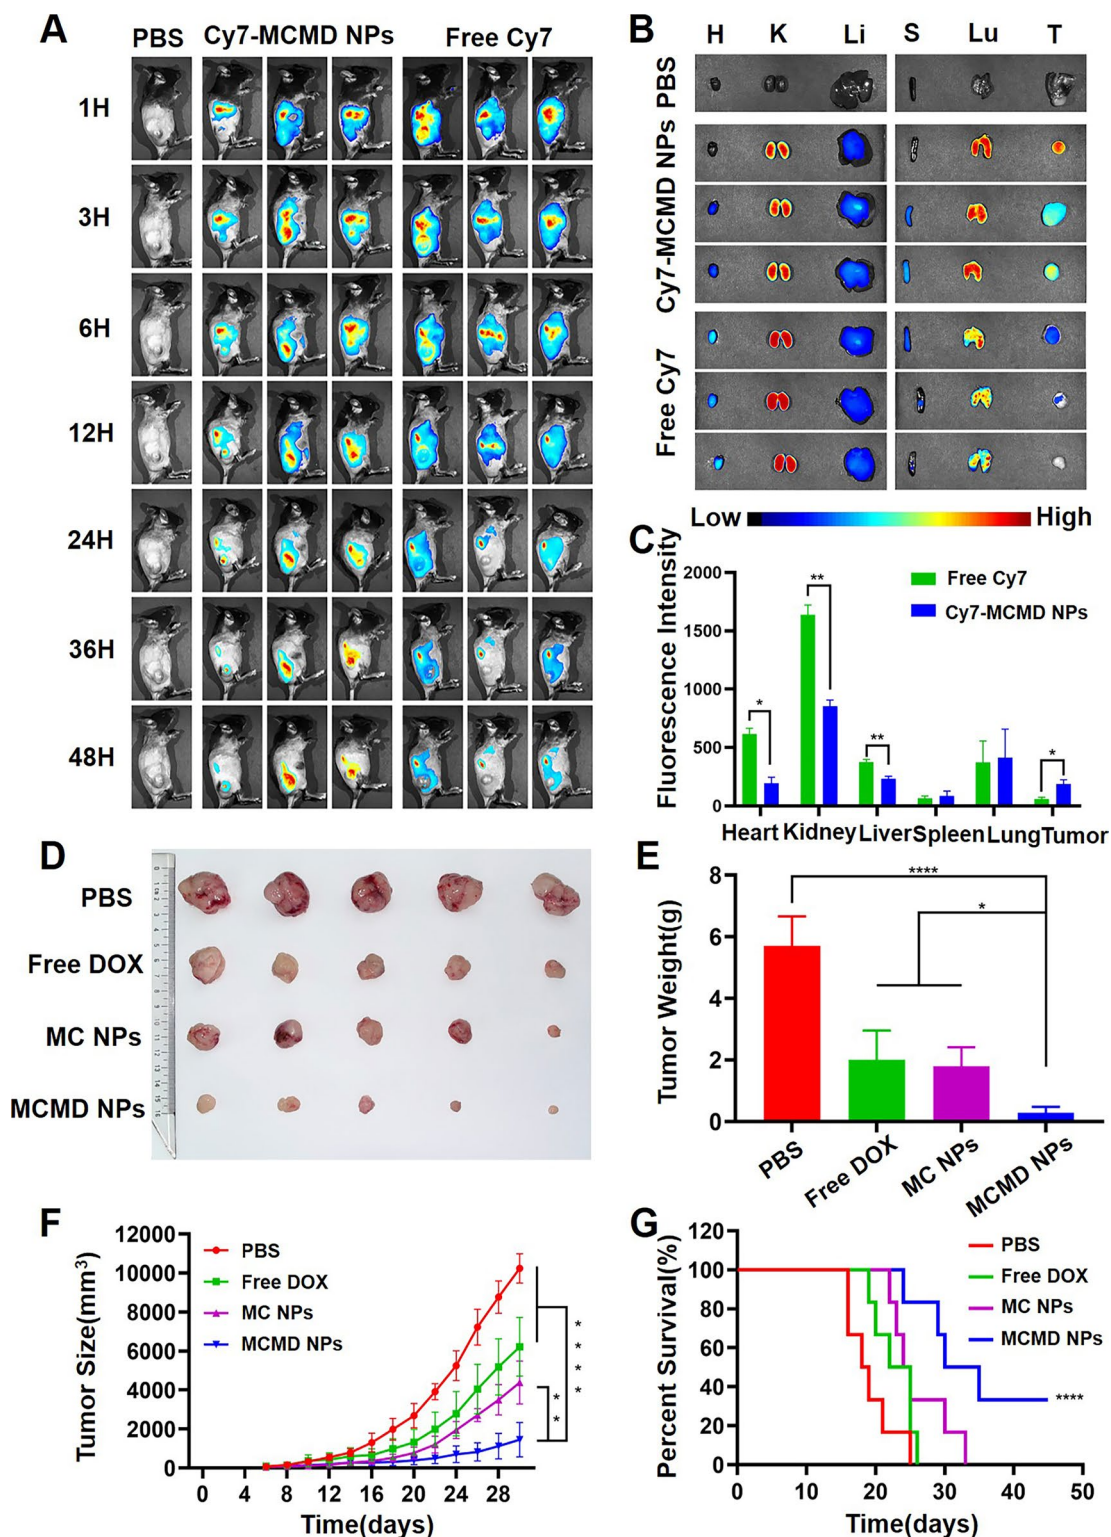 A
PBS Cy7-MCMD NPs Free Cy7
1H
3H
6H
12H
24H
36H
48H
B
H K Li S Lu T
PBS
Cy7-MCMD NPs
Free Cy7
Low High
C
Fluorescence Intensity
2000
1500
1000
500
0
Free Cy7
Cy7-MCMD NPs
*
**
**
*
Heart Kidney Liver Spleen Lung Tumor
D
PBS
Free DOX
MC NPs
MCMD NPs
E
Tumor Weight(g)
8
6
4
2
0
****
*
PBS
Free DOX
MC NPs
MCMD NPs
F
Tumor Size(mm³)
12000
10000
8000
6000
4000
2000
0
PBS
Free DOX
MC NPs
MCMD NPs
****
**
0 4 8 12 16 20 24 28
Time(days)
G
Percent Survival(%)
120
100
80
60
40
20
0
PBS
Free DOX
MC NPs
MCMD NPs
****
0 10 20 30 40 50
Time(days)